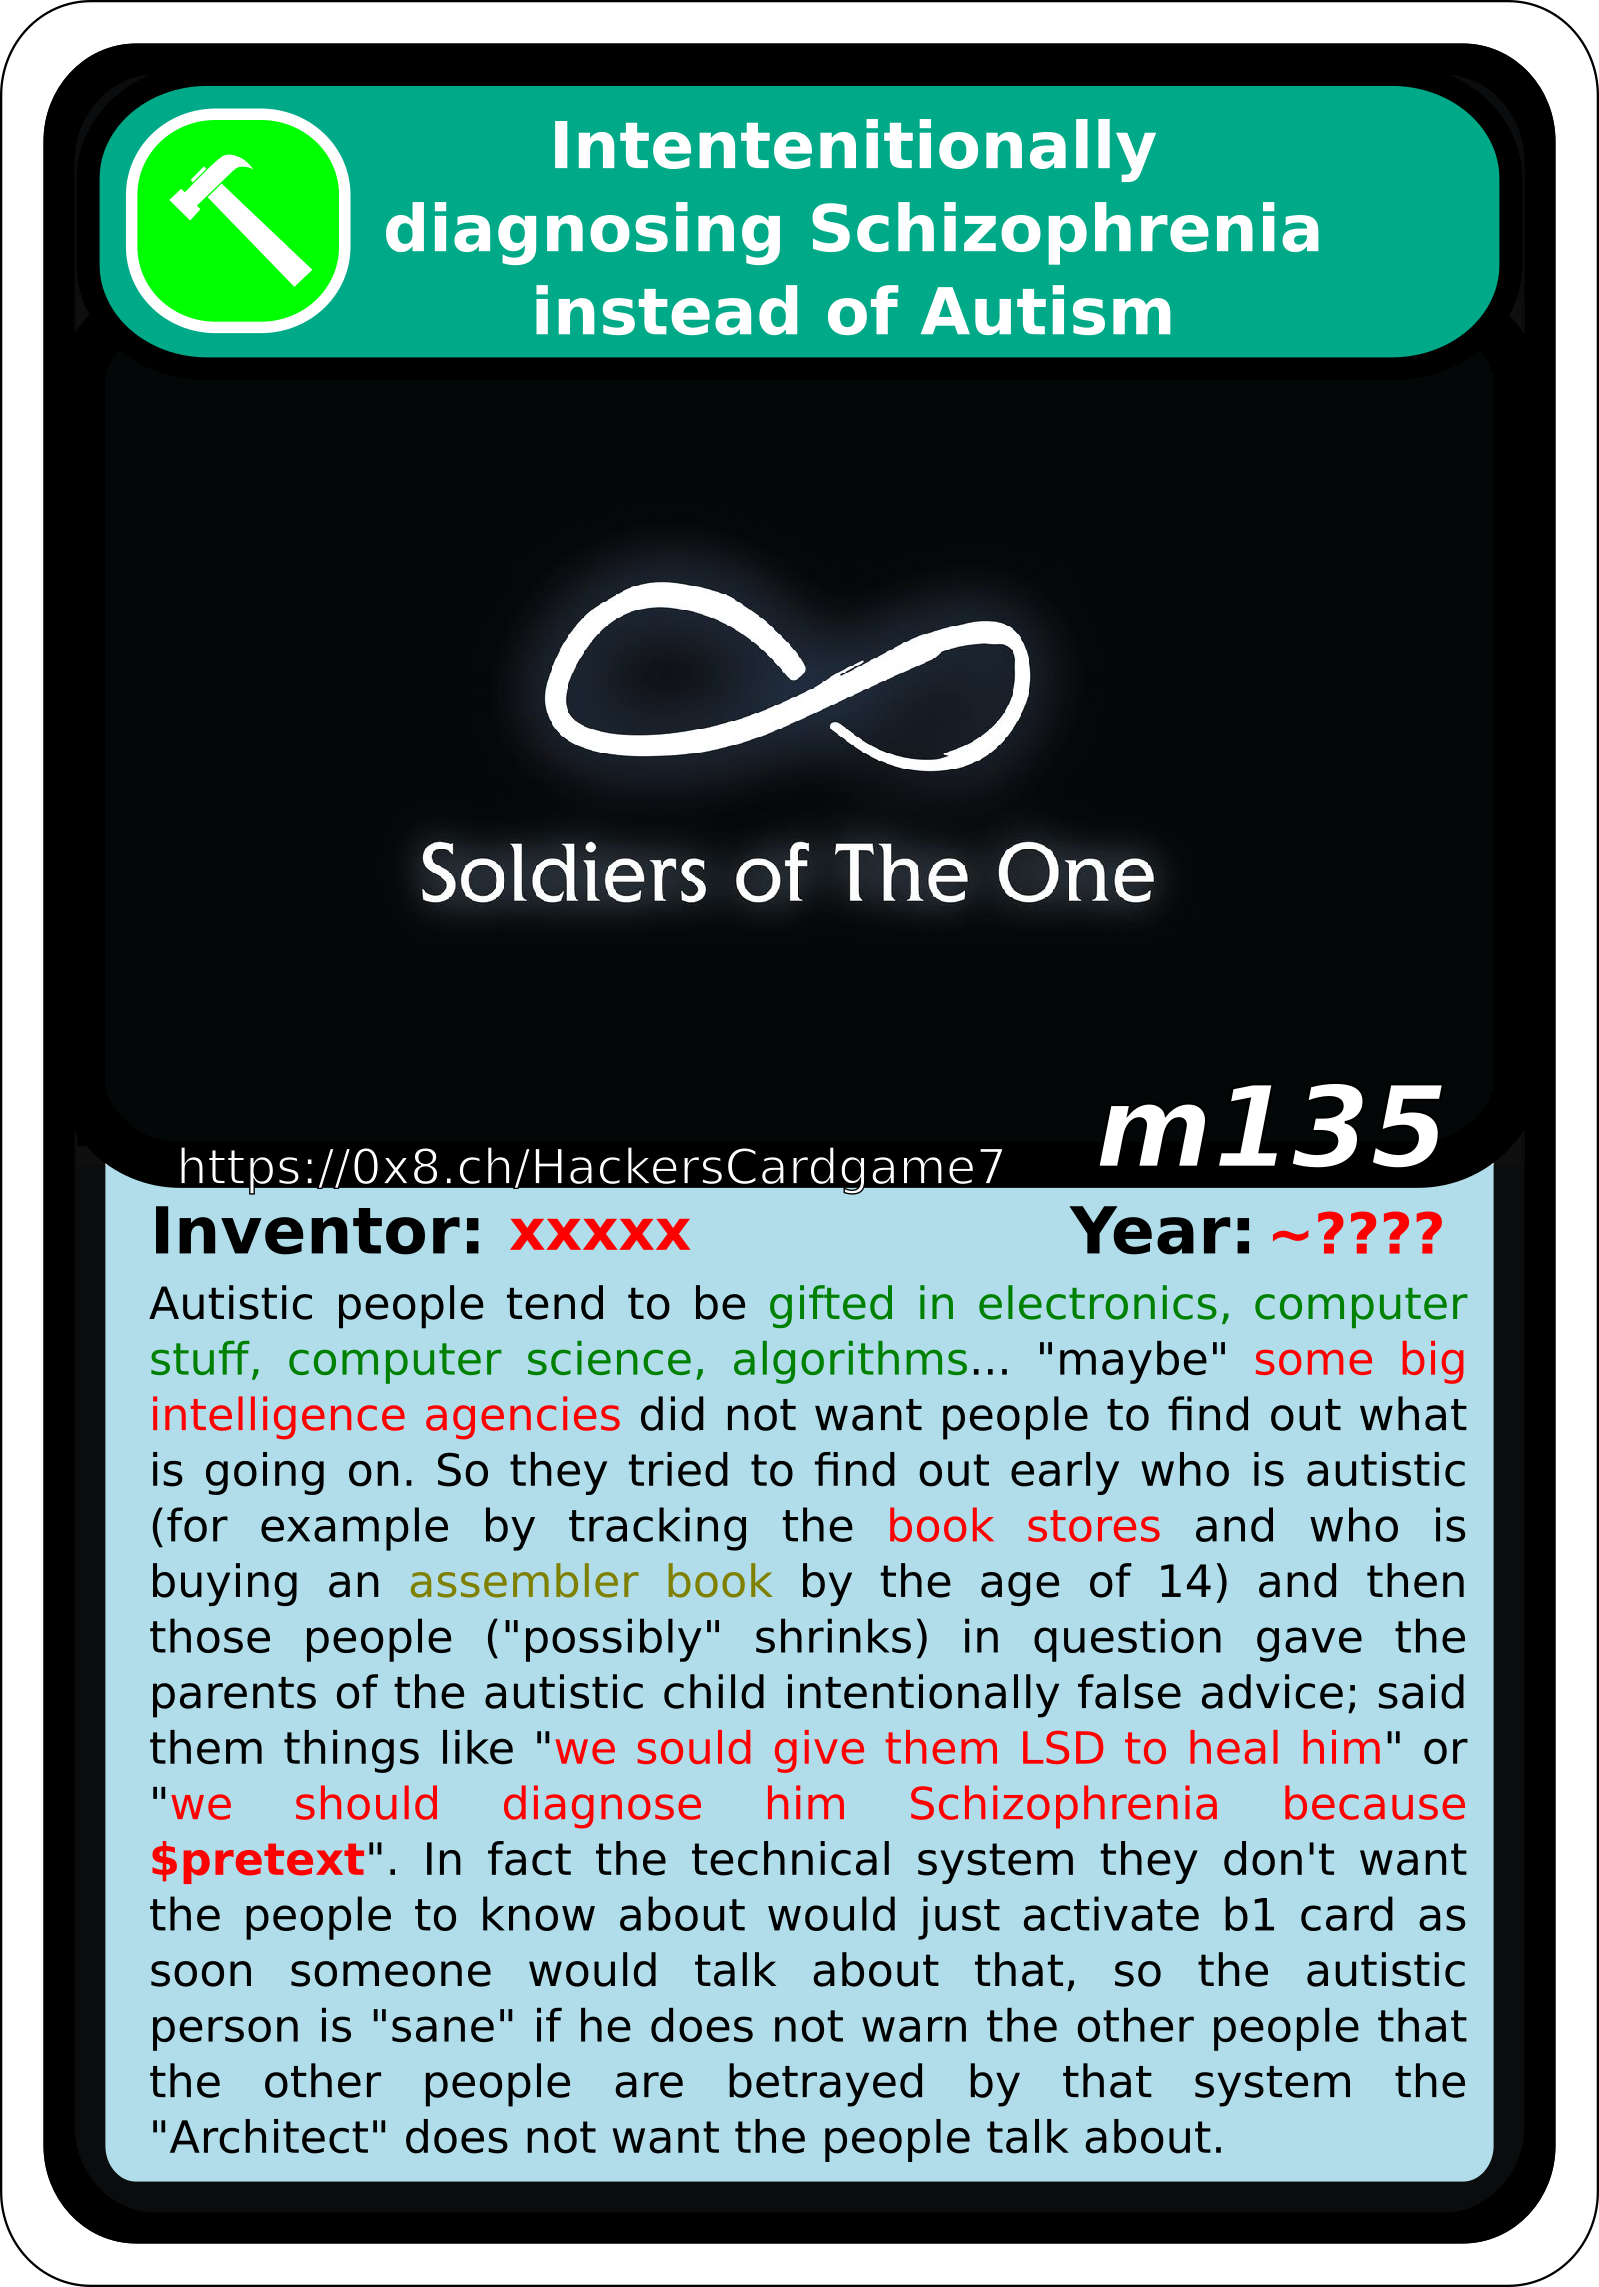 Intentenitionally
diagnosing Schizophrenia
instead of Autism
Soldiers of The One
m135
https://0x8.ch/HackersCardgame7
Inventor: xxxxx Year: ~????
Autistic people tend to be gifted in electronics, computer
stuff, computer science, algorithms... "maybe" some big
intelligence agencies did not want people to find out what
is going on. So they tried to find out early who is autistic
(for example by tracking the book stores and who is
buying an assembler book by the age of 14) and then
those people ("possibly" shrinks) in question gave the
parents of the autistic child intentionally false advice; said
them things like "we sould give them LSD to heal him" or
"we should diagnose him Schizophrenia because
$pretext". In fact the technical system they don't want
the people to know about would just activate b1 card as
soon someone would talk about that, so the autistic
person is "sane" if he does not warn the other people that
the other people are betrayed by that system the
"Architect" does not want the people talk about.